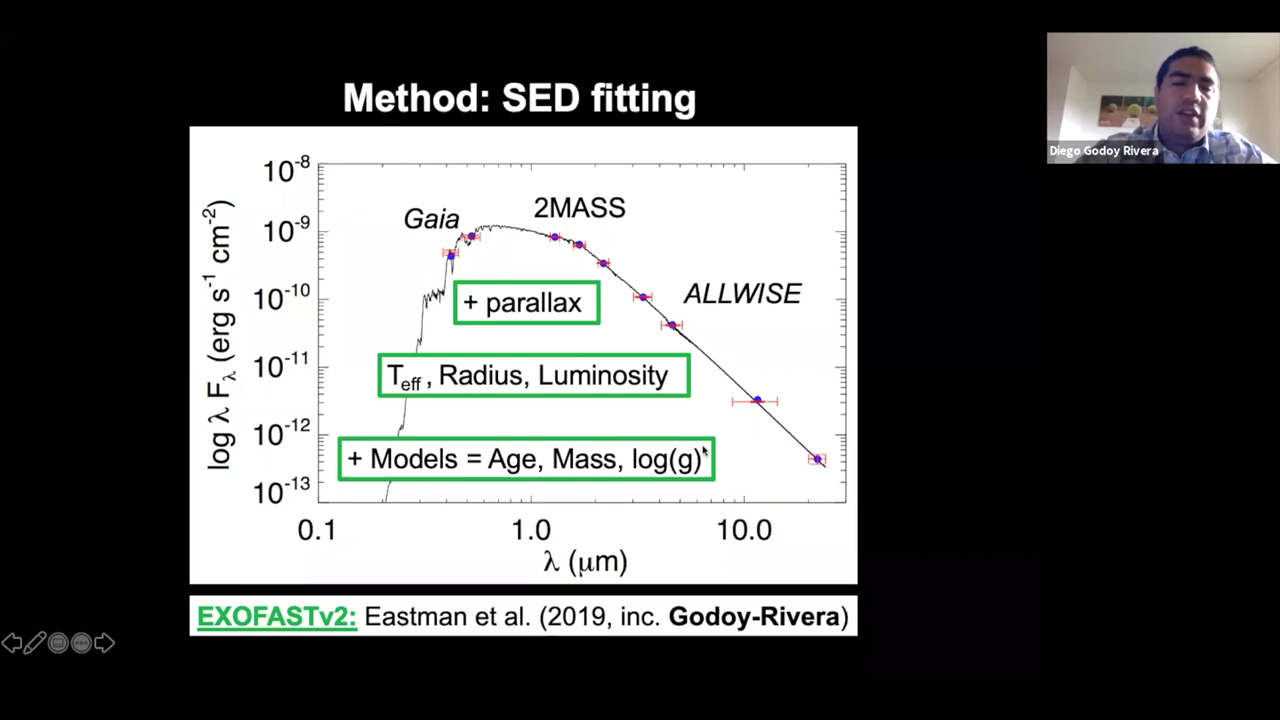 Method: SED fitting
Diego Godoy Rivera
10-8
10-9
10-10
10-11
10-12
10-13
log λ Fλ (erg s-1 cm-2)
Gaia
2MASS
ALLWISE
+ parallax
Teff, Radius, Luminosity
+ Models = Age, Mass, log(g)
0.1
1.0
10.0
λ (μm)
EXOFASTv2: Eastman et al. (2019, inc. Godoy-Rivera)